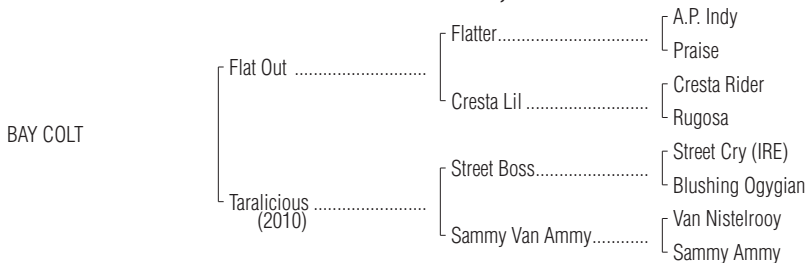 A.P. Indy
Flatter
Praise
Flat Out
Cresta Rider
Cresta Lil
Rugosa
BAY COLT
Street Cry (IRE)
Street Boss
Blushing Ogygian
Taralicious
(2010)
Van Nistelrooy
Sammy Van Ammy
Sammy Ammy